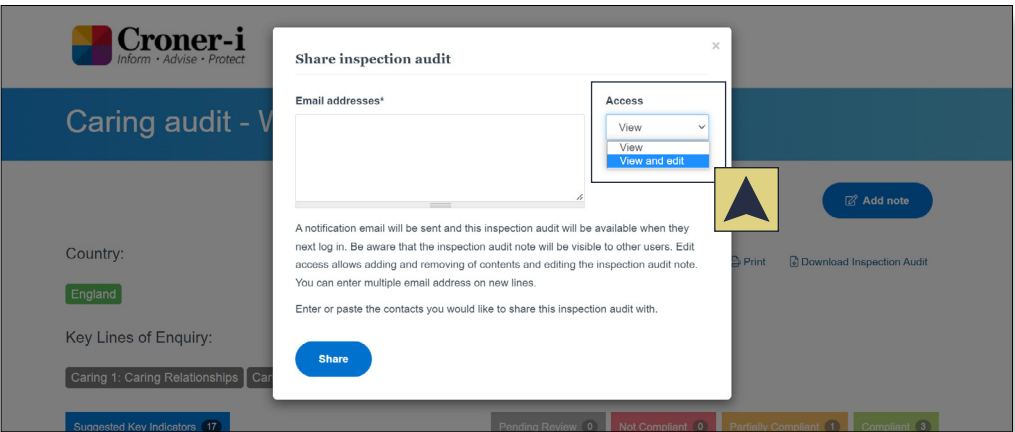 Croner-i
Inform • Advise • Protect
Share inspection audit
×
Caring audit -
Email addresses*
Access
View
View
View and edit
Add note
A notification email will be sent and this inspection audit will be available when they
next log in. Be aware that the inspection audit note will be visible to other users. Edit
access allows adding and removing of contents and editing the inspection audit note.
You can enter multiple email address on new lines.
Enter or paste the contacts you would like to share this inspection audit with.
Share
Country:
Print
Download Inspection Audit
England
Key Lines of Enquiry:
Caring 1: Caring Relationships
Car
Suggested Key Indicators 17
Pending Review 0
Not Compliant 0
Partially Compliant 1
Compliant 3